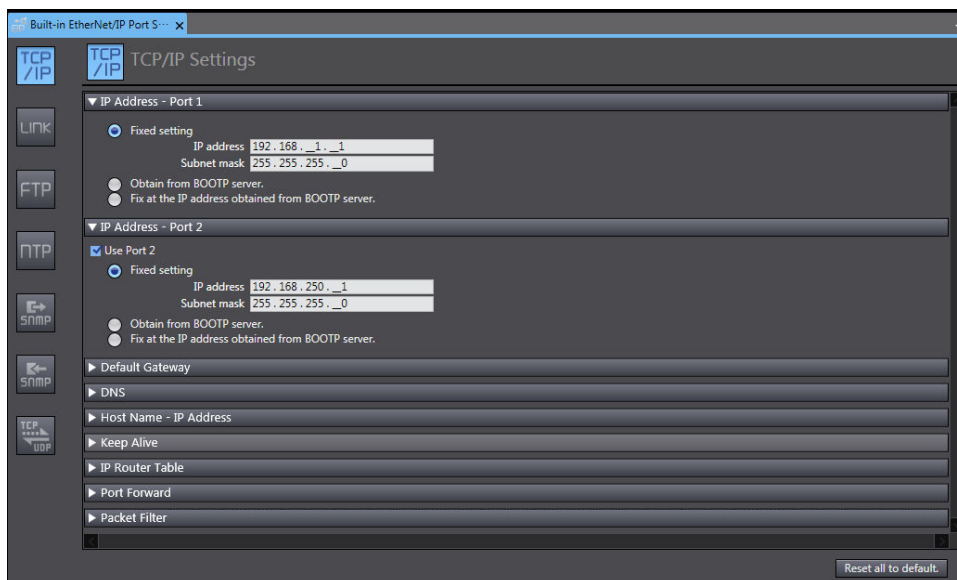 Built-in EtherNet/IP Port S··· x
TCP/IP
TCP/IP TCP/IP Settings
▼ IP Address - Port 1
LINK
Fixed setting
IP address 192.168.__1.__1
Subnet mask 255.255.255.__0
FTP
Obtain from BOOTP server.
Fix at the IP address obtained from BOOTP server.
▼ IP Address - Port 2
NTP
Use Port 2
Fixed setting
IP address 192.168.250.__1
Subnet mask 255.255.255.__0
SNMP
Obtain from BOOTP server.
Fix at the IP address obtained from BOOTP server.
▶ Default Gateway
SNMP
▶ DNS
▶ Host Name - IP Address
TCP UDP
▶ Keep Alive
▶ IP Router Table
▶ Port Forward
▶ Packet Filter
Reset all to default.